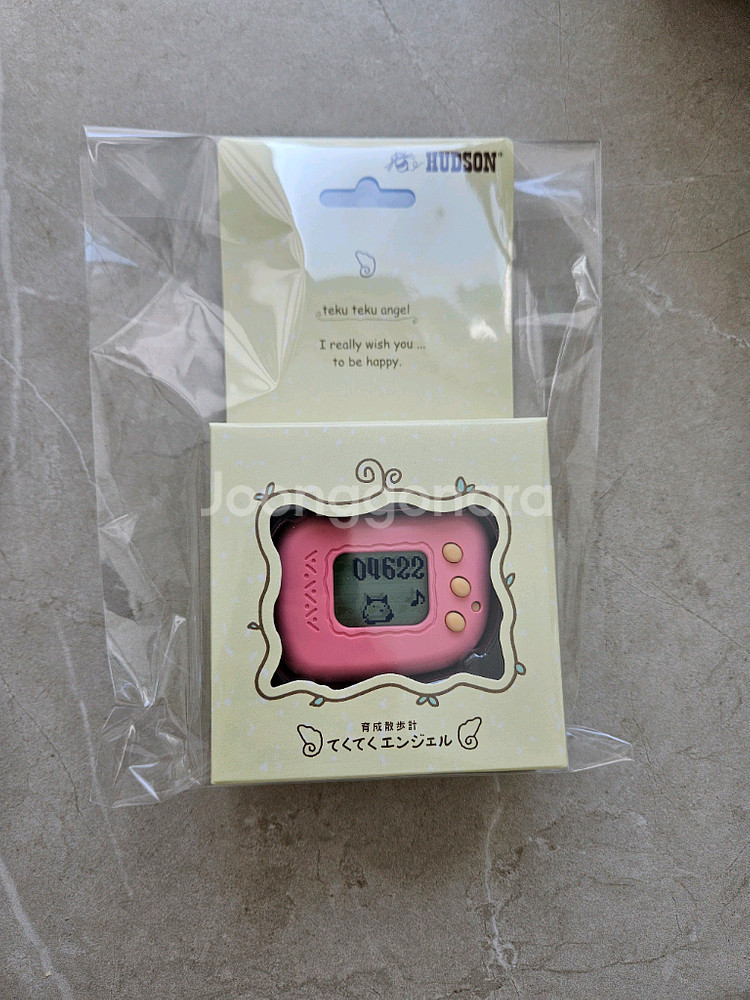 HUDSON®
teku teku angel
I really wish you ...
to be happy.
Joonggonara
04622
育成散歩計
てくてくエンジェル